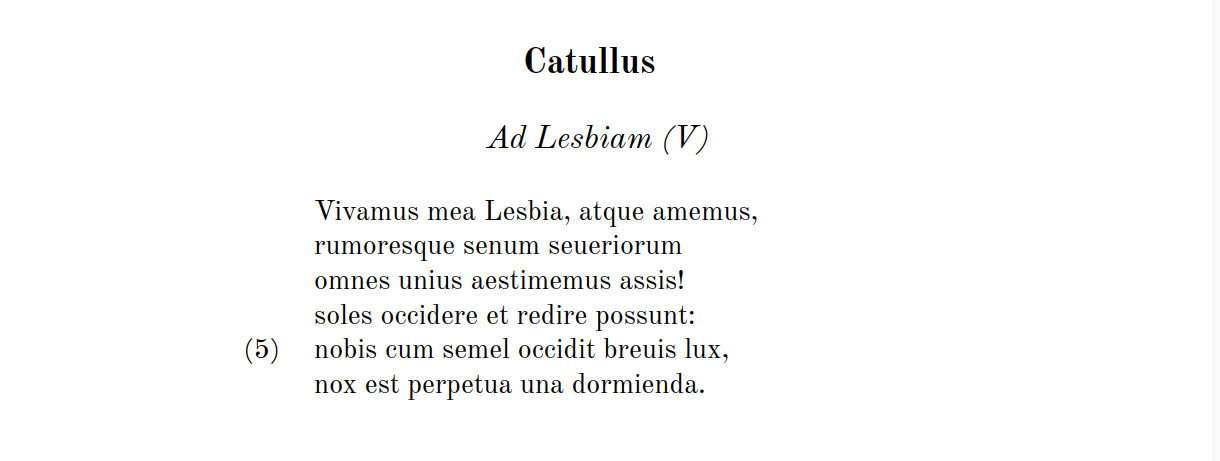 Catullus
Ad Lesbiam (V)
Vivamus mea Lesbia, atque amemus,
rumoresque senum seueriorum
omnes unius aestimemus assis!
soles occidere et redire possunt:
(5) nobis cum semel occidit breuis lux,
nox est perpetua una dormienda.